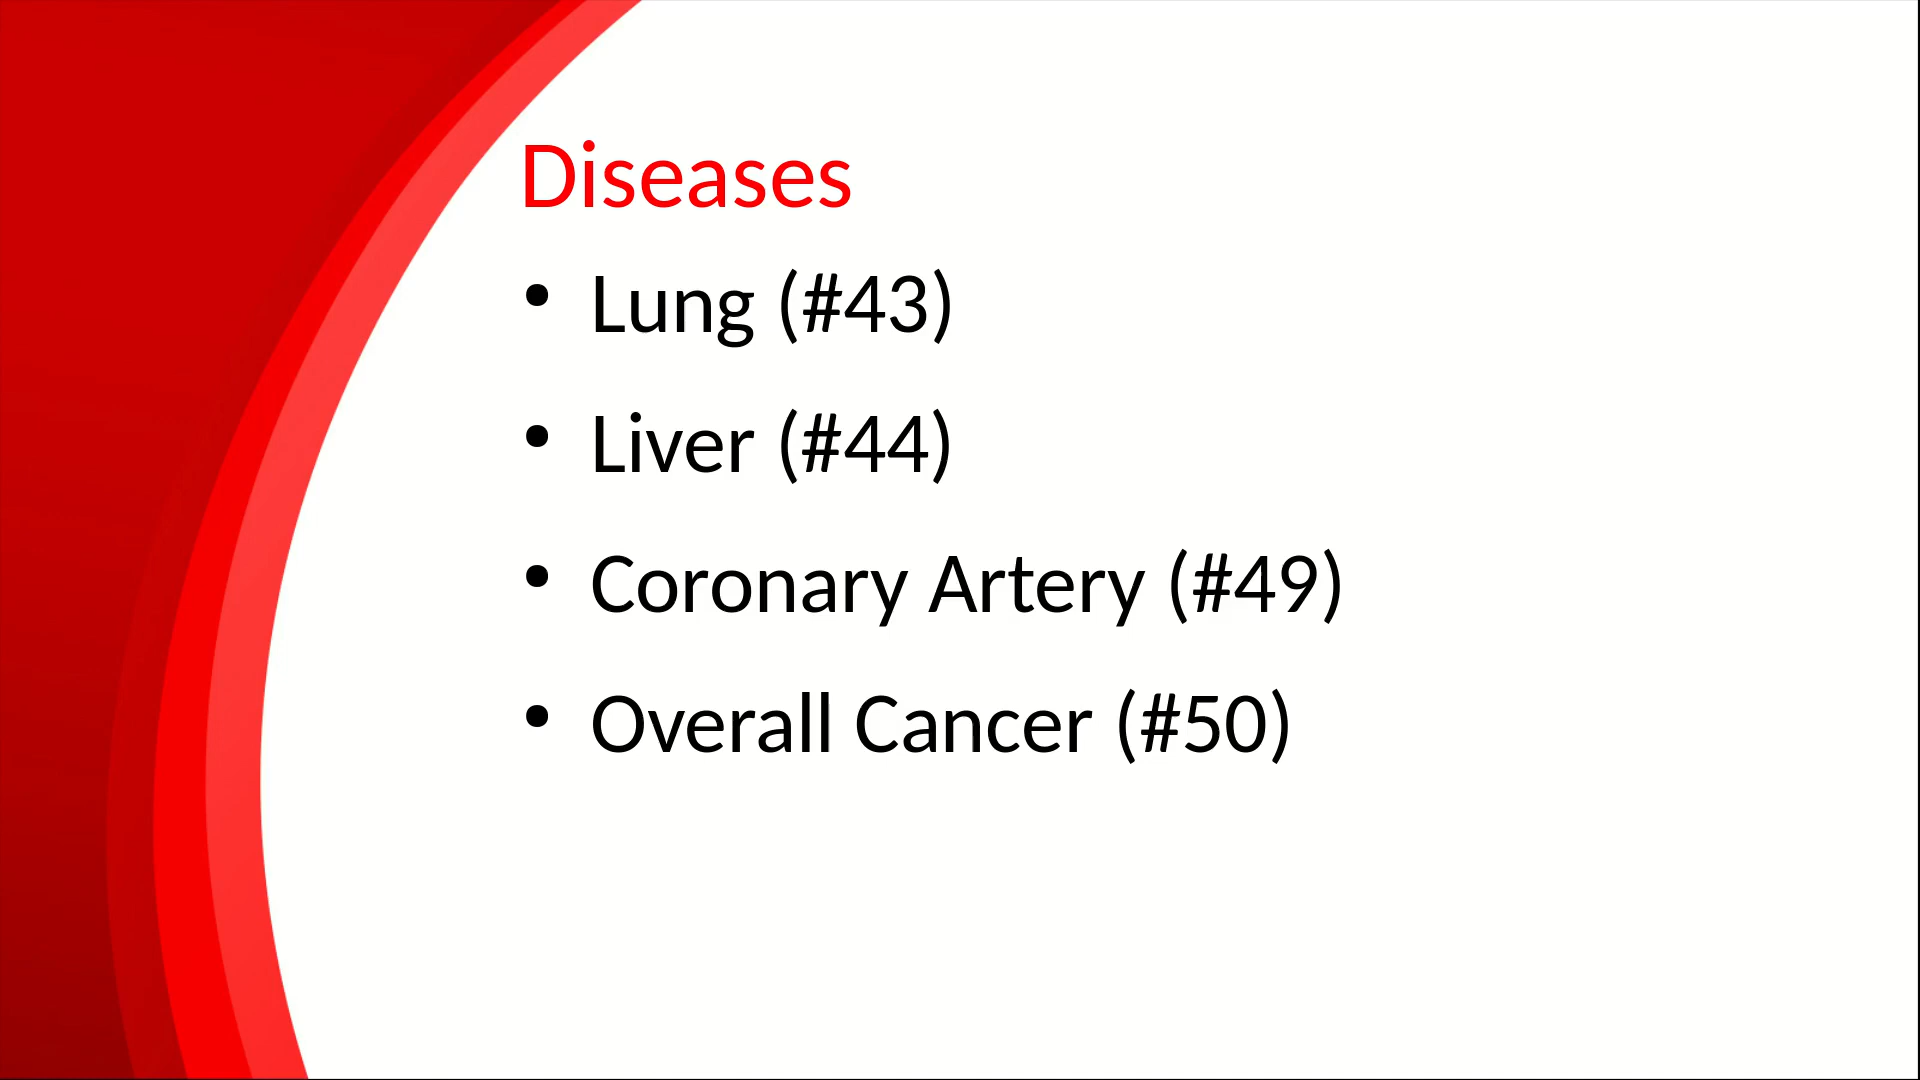 Diseases
• Lung (#43)
• Liver (#44)
• Coronary Artery (#49)
• Overall Cancer (#50)